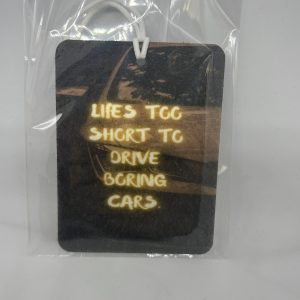 LIFES TOO
SHORT TO
DRIVE
BORING
CARS.